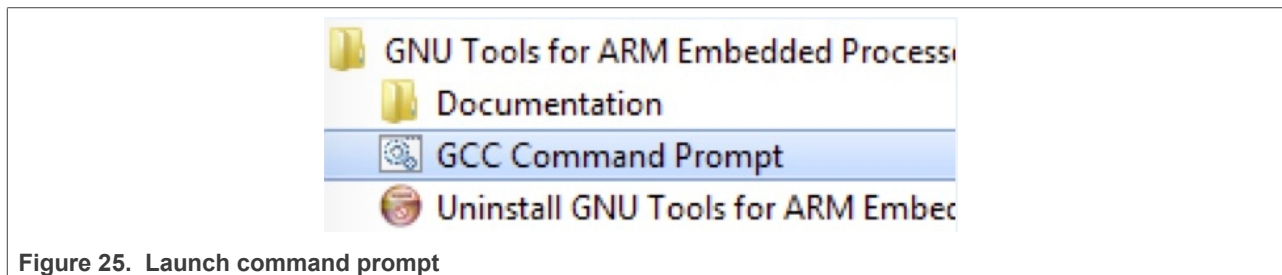 GNU Tools for ARM Embedded Process
Documentation
GCC Command Prompt
Uninstall GNU Tools for ARM Embec
Figure 25. Launch command prompt